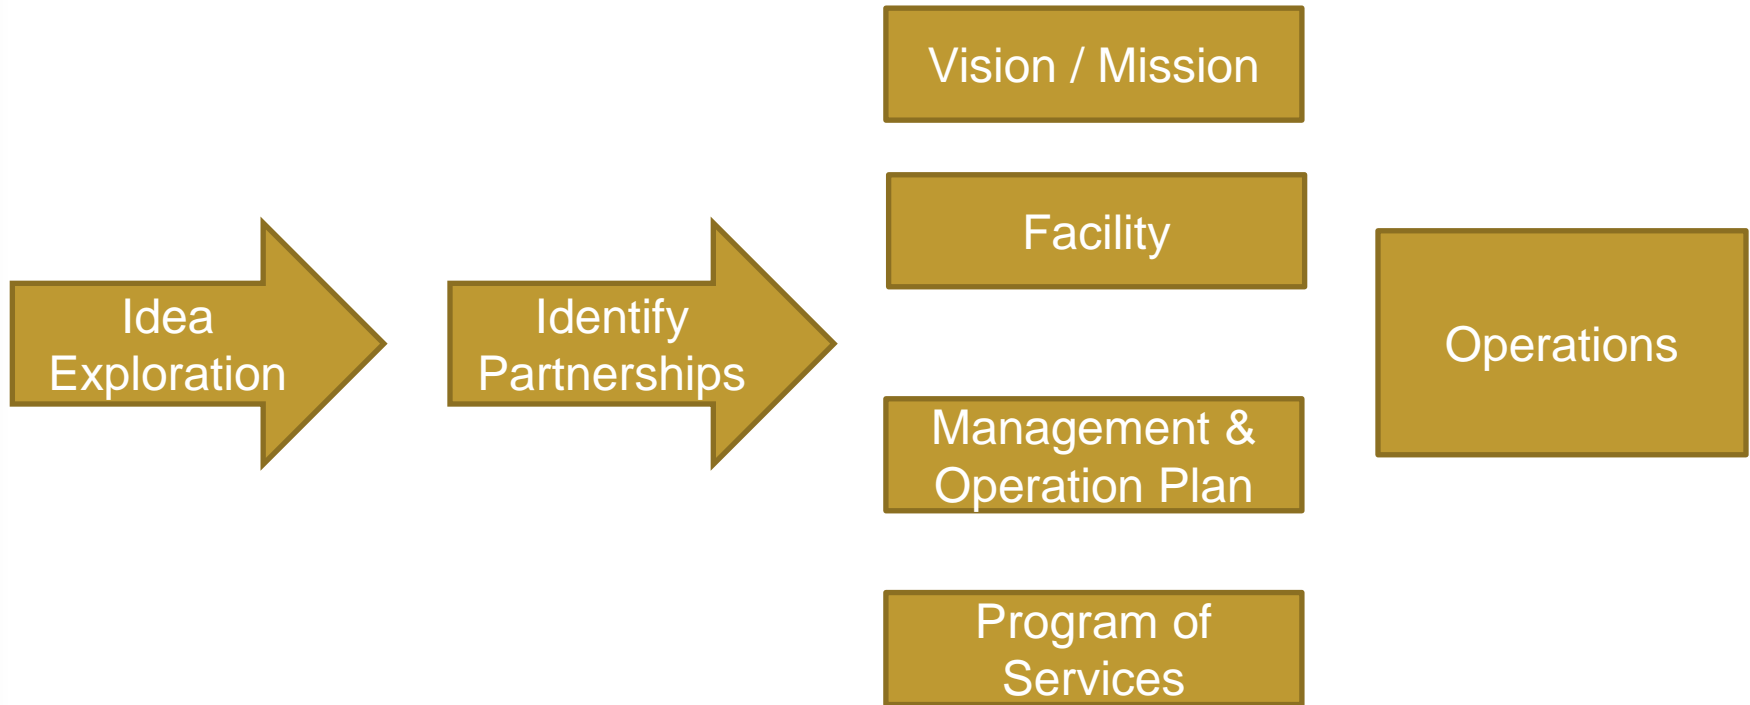 Idea
Exploration
Identify
Partnerships
Vision / Mission
Facility
Management &
Operation Plan
Program of
Services
Operations